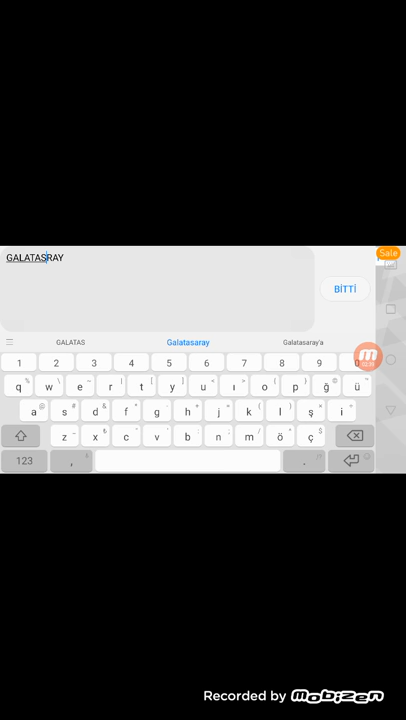 GALATASRAY
Sale
BİTTİ
GALATAS Galatasaray Galatasaray'a
1 2 3 4 5 6 7 8 9 0
q w e r t y u ı o p ğ ü
a s d f g h j k l ş i
z x c v b n m ö ç
123 , .
Recorded by Mobizen